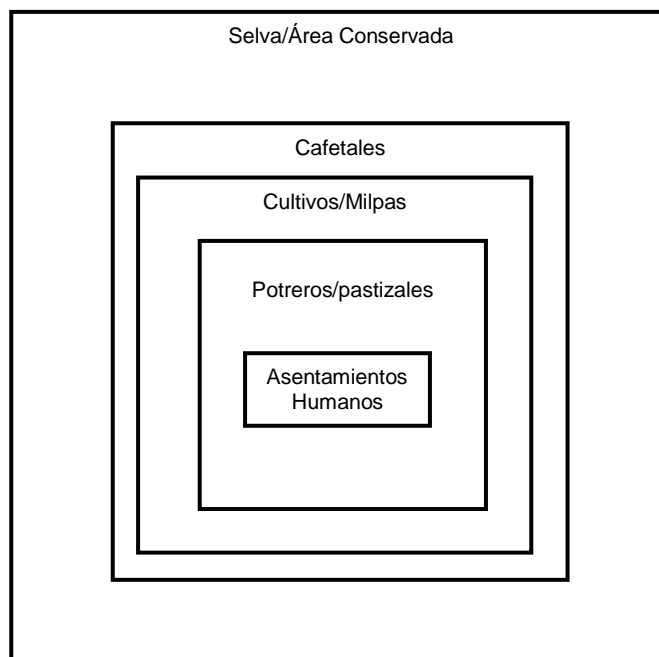 Selva/Área Conservada
Cafetales
Cultivos/Milpas
Potreros/pastizales
Asentamientos
Humanos